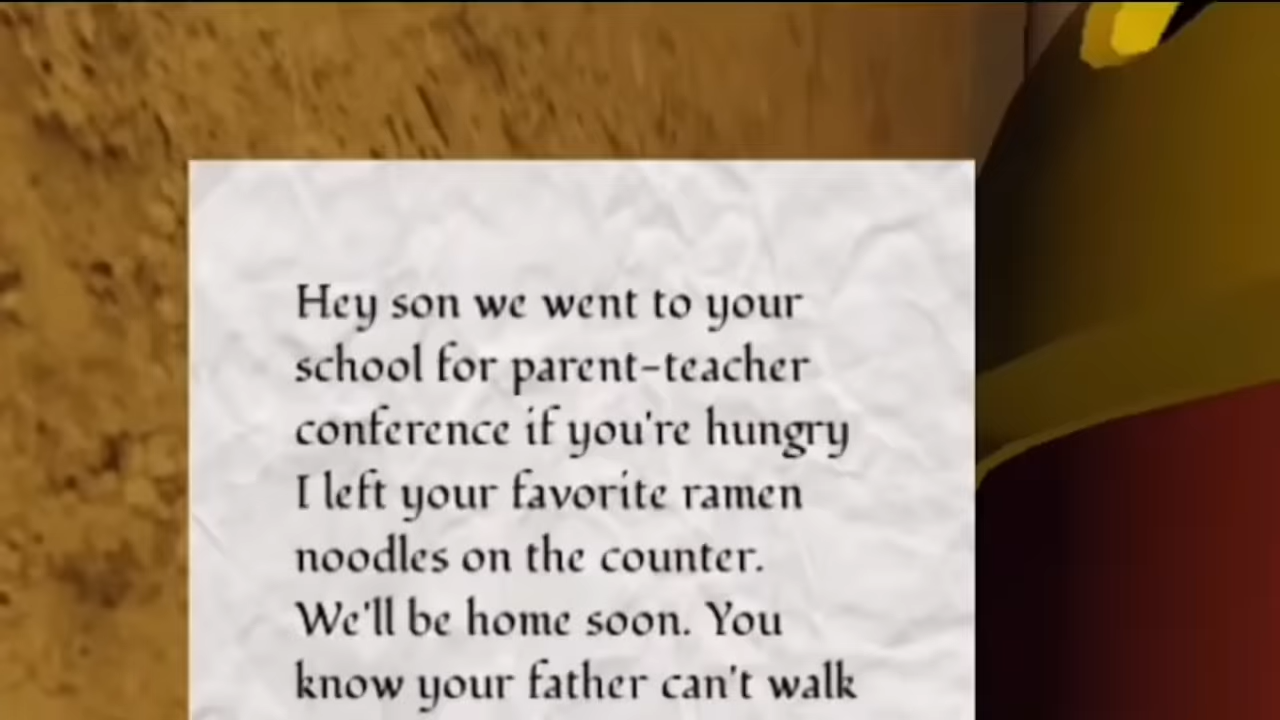 Hey son we went to your
school for parent-teacher
conference if you're hungry
I left your favorite ramen
noodles on the counter.
We'll be home soon. You
know your father can't walk